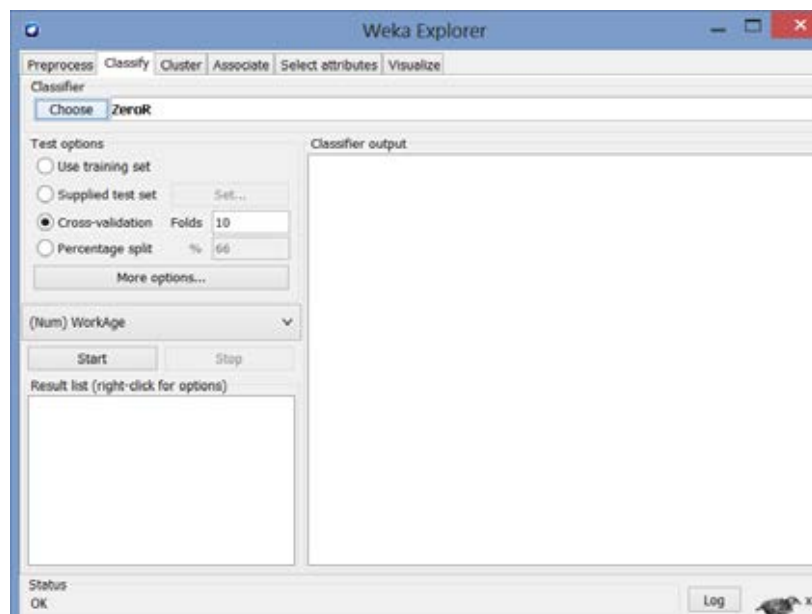 Weka Explorer
Preprocess Classify Cluster Associate Select attributes Visualize
Classifier
Choose ZeroR
Test options
Use training set
Supplied test set Set...
Cross-validation Folds 10
Percentage split % 66
More options...
(Num) WorkAge
Start Stop
Result list (right-click for options)
Classifier output
Status
OK
Log
x